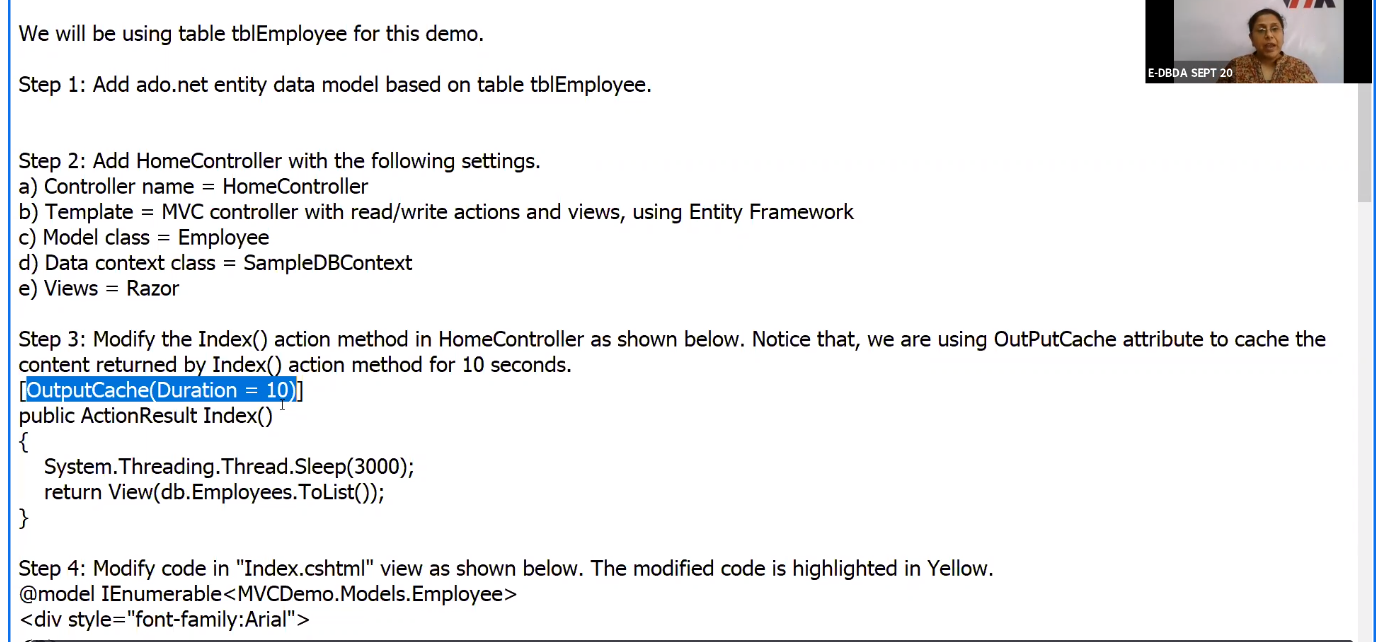 We will be using table tblEmployee for this demo.
Step 1: Add ado.net entity data model based on table tblEmployee.
Step 2: Add HomeController with the following settings.
a) Controller name = HomeController
b) Template = MVC controller with read/write actions and views, using Entity Framework
c) Model class = Employee
d) Data context class = SampleDBContext
e) Views = Razor
Step 3: Modify the Index() action method in HomeController as shown below. Notice that, we are using OutPutCache attribute to cache the
content returned by Index() action method for 10 seconds.
[OutputCache(Duration = 10)]
public ActionResult Index()
{
System.Threading.Thread.Sleep(3000);
return View(db.Employees.ToList());
}
Step 4: Modify code in "Index.cshtml" view as shown below. The modified code is highlighted in Yellow.
@model IEnumerable<MVCDemo.Models.Employee>
<div style="font-family:Arial">
E-DBDA SEPT 20